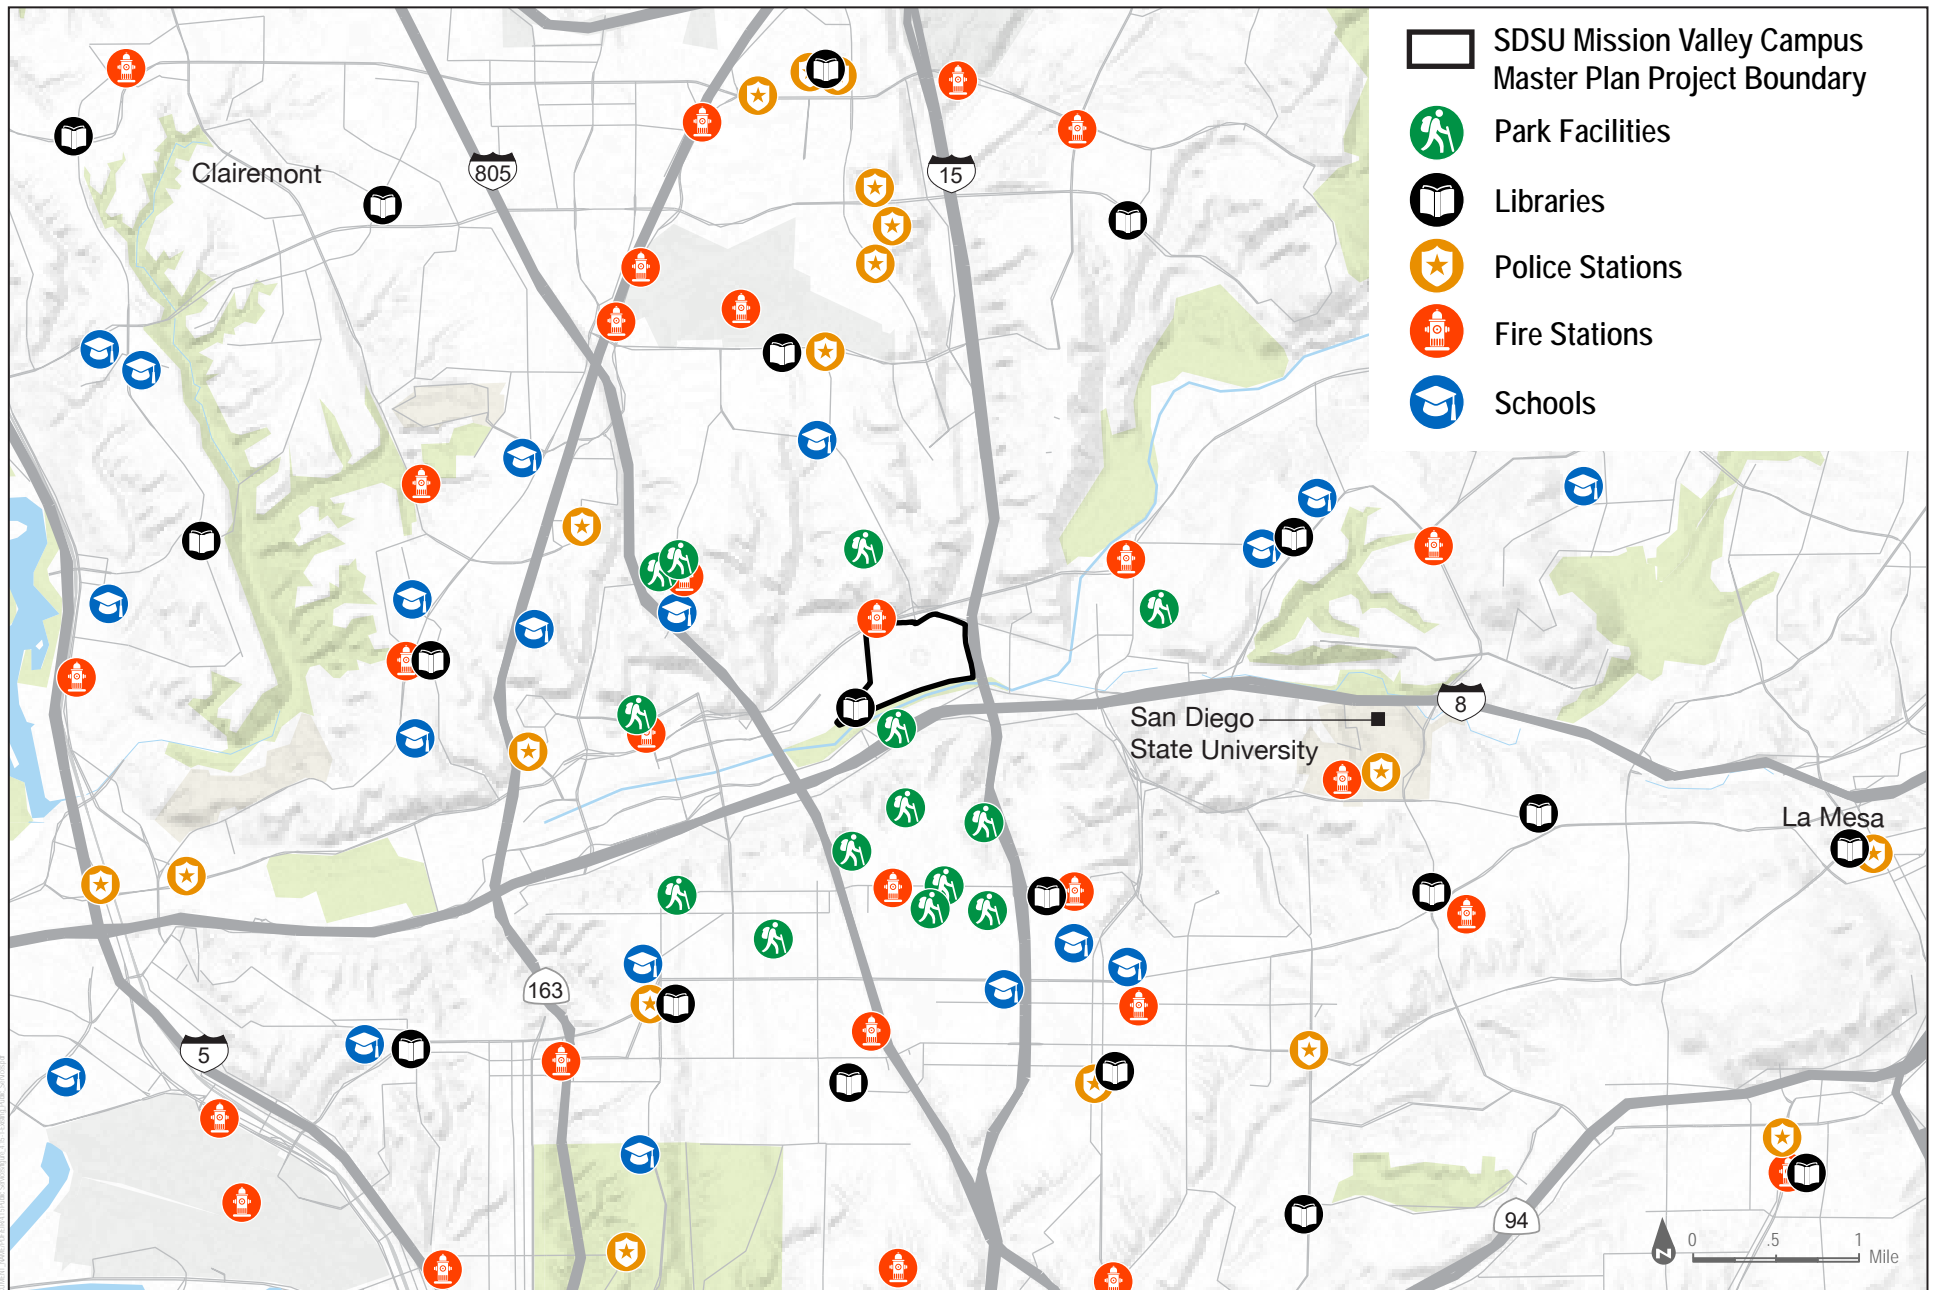 SDSU Mission Valley Campus
Master Plan Project Boundary
Park Facilities
Libraries
Police Stations
Fire Stations
Schools
Clairemont
805
15
8
San Diego
State University
La Mesa
163
5
94
N
0 .5 1
Mile